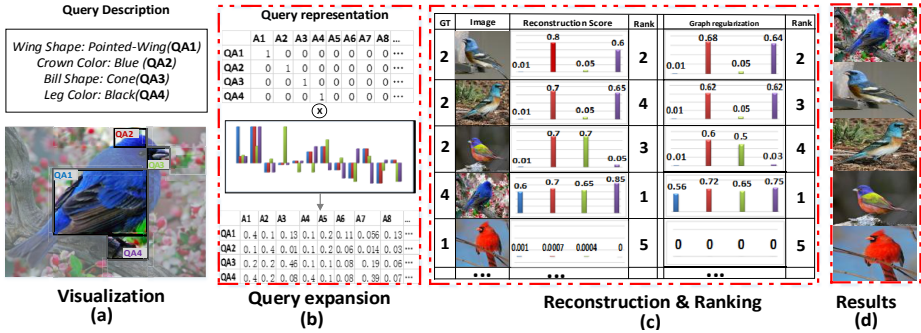 Query Description
Wing Shape: Pointed-Wing(QA1)
Crown Color: Blue (QA2)
Bill Shape: Cone(QA3)
Leg Color: Black(QA4)
QA2
QA3
QA1
QA4
Visualization
(a)
Query representation
A1 A2 A3 A4 A5 A6 A7 A8 ...
QA1 1 0 0 0 0 0 0 0 ...
QA2 0 1 0 0 0 0 0 0 ...
QA3 0 0 1 0 0 0 0 0 ...
QA4 0 0 0 1 0 0 0 0 ...
X
A1 A2 A3 A4 A5 A6 A7 A8 ...
QA1 0.4 0.1 0.13 0.1 0.2 0.11 0.056 0.13 ...
QA2 0.1 0.4 0.01 0.1 0.2 0.06 0.014 0.03 ...
QA3 0.2 0.2 0.46 0.1 0.1 0.08 0.19 0.06 ...
QA4 0.2 0.2 0.08 0.4 0.1 0.08 0.39 0.07 ...
Query expansion
(b)
GT Image Reconstruction Score Rank Graph regularization Rank
2 0.01 0.8 0.05 0.6 2 0.01 0.68 0.05 0.64 2
2 0.01 0.7 0.05 0.65 4 0.01 0.62 0.05 0.62 3
2 0.01 0.7 0.7 0.05 3 0.01 0.6 0.5 0.03 4
4 0.6 0.7 0.65 0.85 1 0.56 0.72 0.65 0.75 1
1 0.001 0.0007 0.0004 0 5 0 0 0 0 5
... ... ...
Reconstruction & Ranking
(c)
Results
(d)